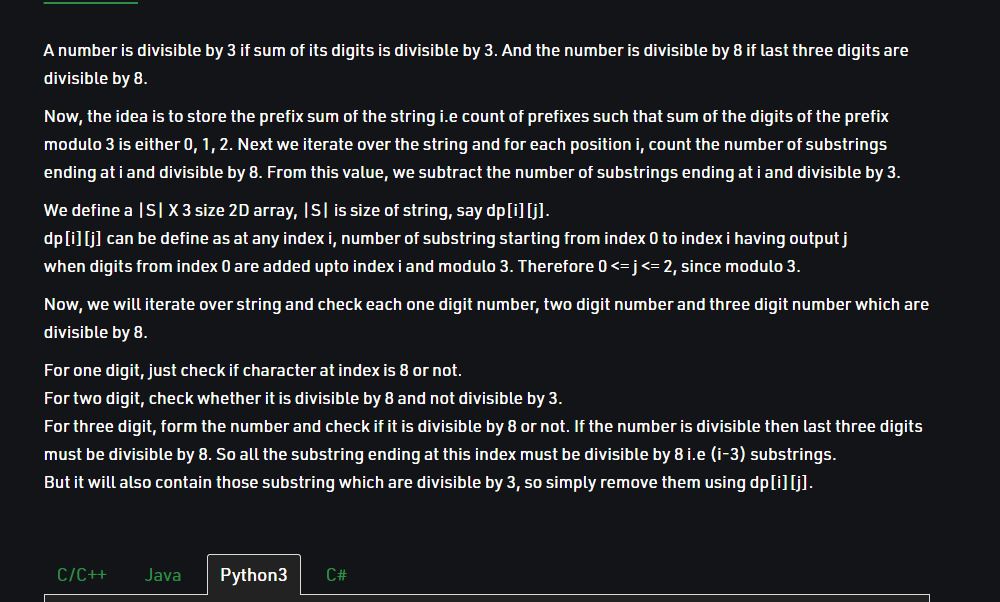 A number is divisible by 3 if sum of its digits is divisible by 3. And the number is divisible by 8 if last three digits are
divisible by 8.
Now, the idea is to store the prefix sum of the string i.e count of prefixes such that sum of the digits of the prefix
modulo 3 is either 0, 1, 2. Next we iterate over the string and for each position i, count the number of substrings
ending at i and divisible by 8. From this value, we subtract the number of substrings ending at i and divisible by 3.
We define a |S| X 3 size 2D array, |S| is size of string, say dp[i][j].
dp[i][j] can be define as at any index i, number of substring starting from index 0 to index i having output j
when digits from index 0 are added upto index i and modulo 3. Therefore 0 <= j <= 2, since modulo 3.
Now, we will iterate over string and check each one digit number, two digit number and three digit number which are
divisible by 8.
For one digit, just check if character at index is 8 or not.
For two digit, check whether it is divisible by 8 and not divisible by 3.
For three digit, form the number and check if it is divisible by 8 or not. If the number is divisible then last three digits
must be divisible by 8. So all the substring ending at this index must be divisible by 8 i.e (i-3) substrings.
But it will also contain those substring which are divisible by 3, so simply remove them using dp[i][j].
C/C++ Java Python3 C#